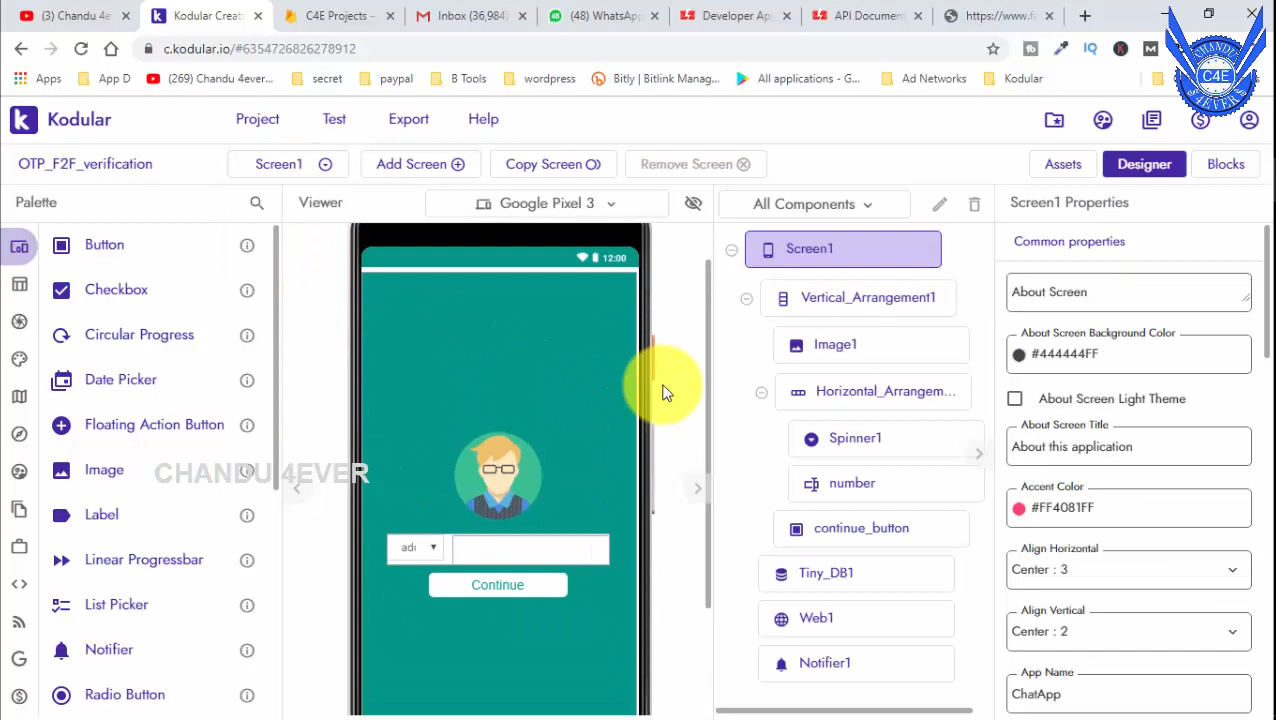 (3) Chandu 4ever
Kodular Creat
C4E Projects –
Inbox (36,984)
(48) WhatsApp
Developer Ap
API Document
https://www.fa
c.kodular.io/#6354726826278912
Apps
App D
(269) Chandu 4ever...
secret
paypal
B Tools
wordpress
Bitly | Bitlink Manag...
All applications - G...
Ad Networks
Kodular
CHANDU
C4E
4EVER
Kodular
Project
Test
Export
Help
OTP_F2F_verification
Screen1
Add Screen
Copy Screen
Remove Screen
Assets
Designer
Blocks
Palette
Viewer
Google Pixel 3
All Components
Screen1 Properties
Button
Checkbox
Circular Progress
Date Picker
Floating Action Button
Image
Label
Linear Progressbar
List Picker
Notifier
Radio Button
12:00
CHANDU 4EVER
Continue
Screen1
Vertical_Arrangement1
Image1
Horizontal_Arrangem...
Spinner1
number
continue_button
Tiny_DB1
Web1
Notifier1
Common properties
About Screen
About Screen Background Color
#444444FF
About Screen Light Theme
About Screen Title
About this application
Accent Color
#FF4081FF
Align Horizontal
Center : 3
Align Vertical
Center : 2
App Name
ChatApp